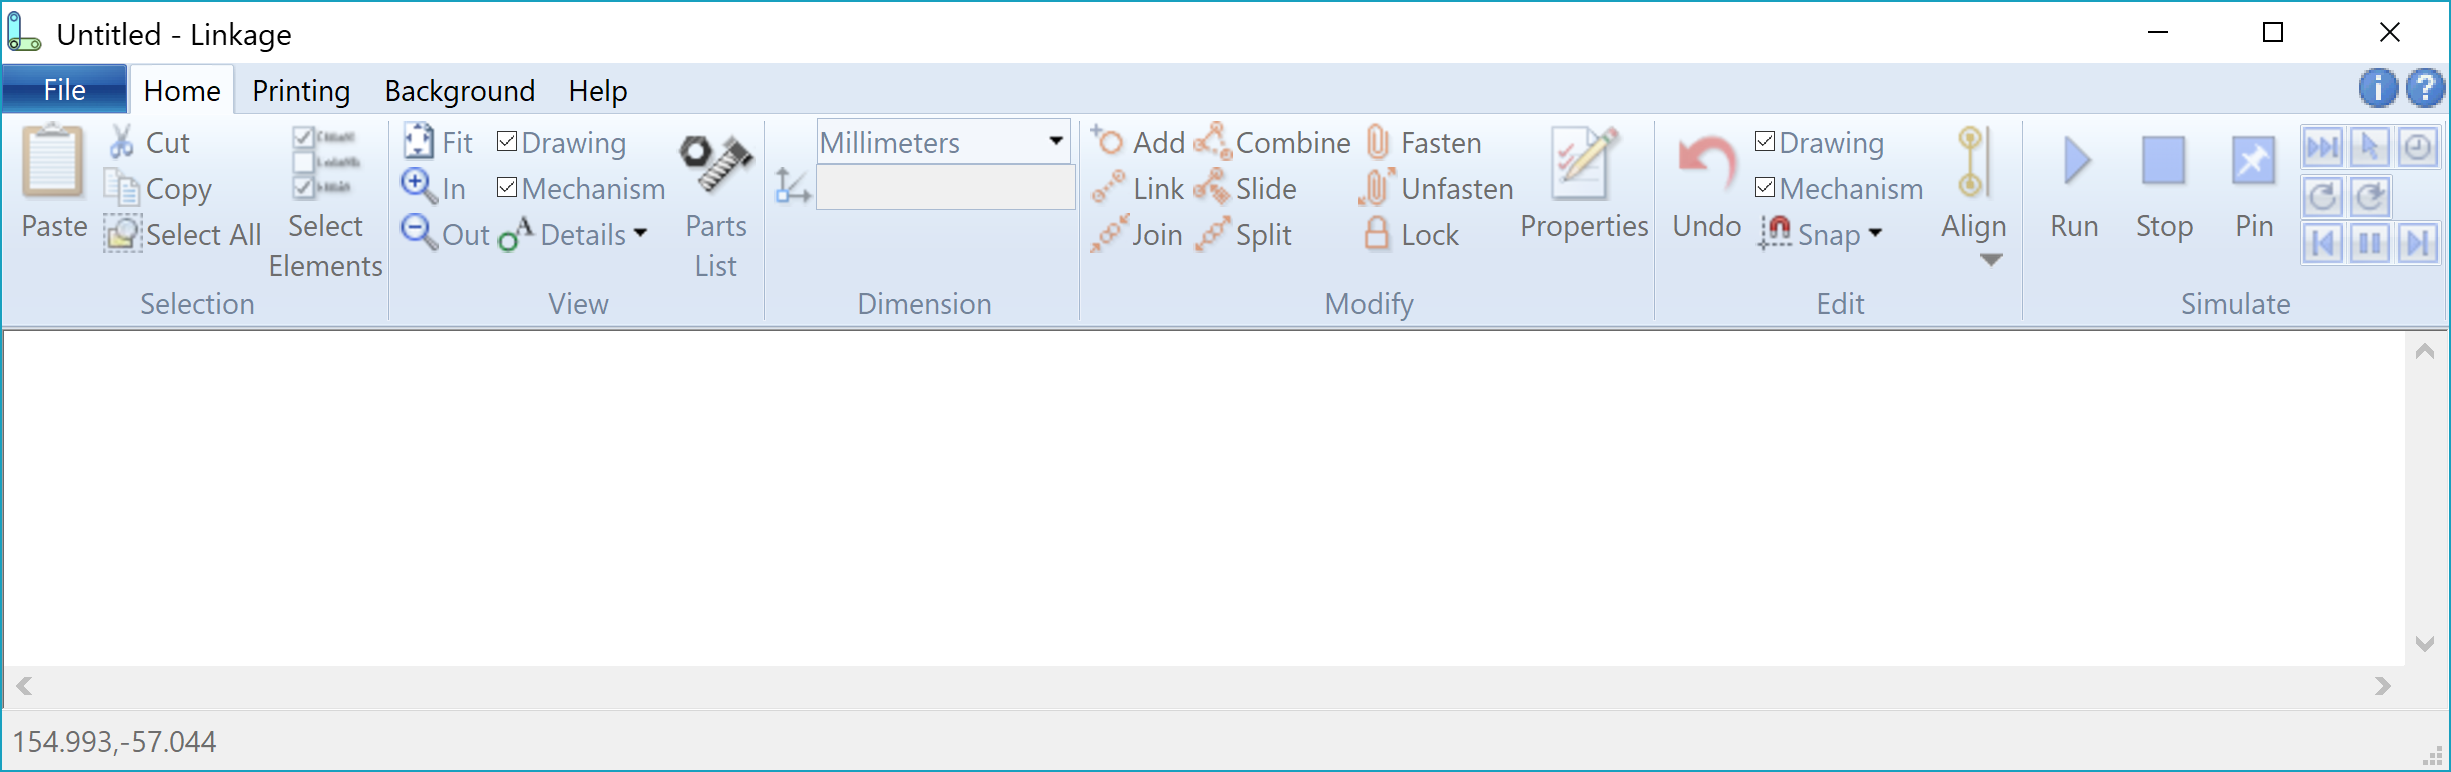 Untitled - Linkage
File Home Printing Background Help
Paste
Cut
Copy
Select All
Select
Elements
Selection
Fit
In
Out
Drawing
Mechanism
Details
Parts
List
View
Millimeters
Dimension
Add
Link
Join
Combine
Slide
Split
Fasten
Unfasten
Lock
Properties
Modify
Undo
Drawing
Mechanism
Snap
Align
Edit
Run
Stop
Pin
Simulate
154.993,-57.044